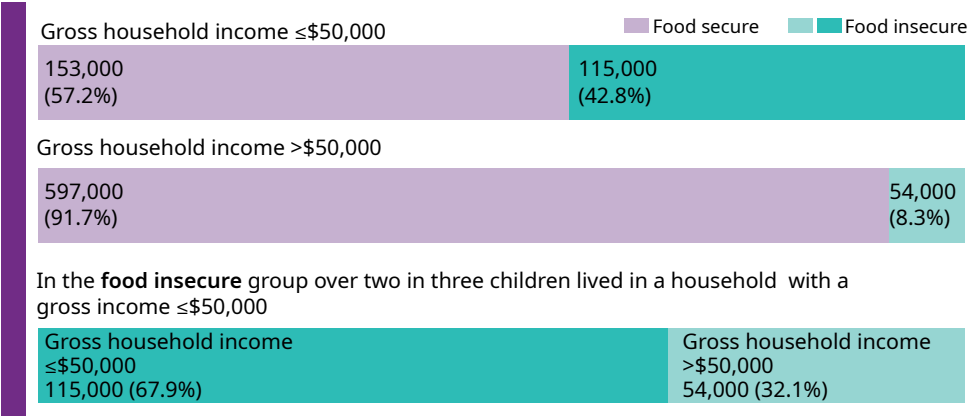 Gross household income ≤$50,000
Food secure
Food insecure
153,000
(57.2%)
115,000
(42.8%)
Gross household income >$50,000
597,000
(91.7%)
54,000
(8.3%)
In the food insecure group over two in three children lived in a household with a
gross income ≤$50,000
Gross household income
≤$50,000
115,000 (67.9%)
Gross household income
>$50,000
54,000 (32.1%)